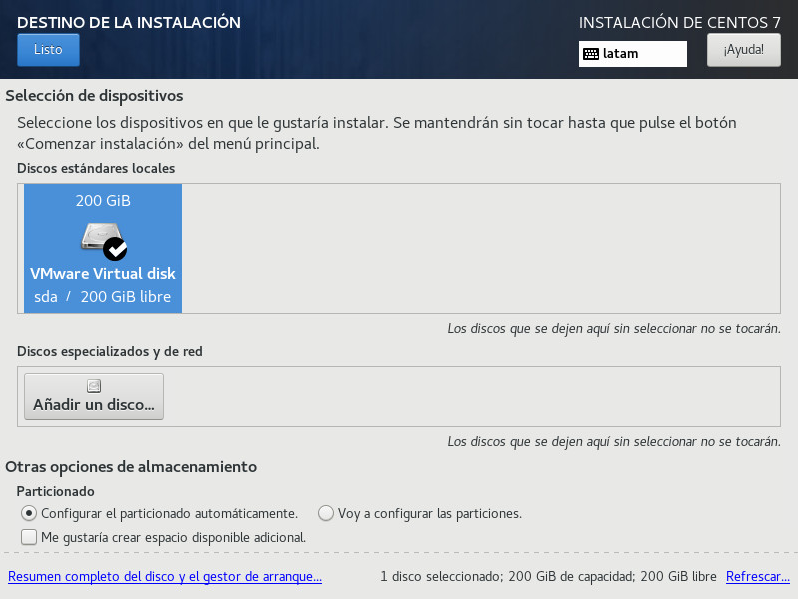 DESTINO DE LA INSTALACIÓN
INSTALACIÓN DE CENTOS 7
Listo
latam
¡Ayuda!
Selección de dispositivos
Seleccione los dispositivos en que le gustaría instalar. Se mantendrán sin tocar hasta que pulse el botón
«Comenzar instalación» del menú principal.
Discos estándares locales
200 GiB
VMware Virtual disk
sda / 200 GiB libre
Los discos que se dejen aquí sin seleccionar no se tocarán.
Discos especializados y de red
Añadir un disco...
Los discos que se dejen aquí sin seleccionar no se tocarán.
Otras opciones de almacenamiento
Particionado
Configurar el particionado automáticamente. Voy a configurar las particiones.
Me gustaría crear espacio disponible adicional.
Resumen completo del disco y el gestor de arranque... 1 disco seleccionado; 200 GiB de capacidad; 200 GiB libre Refrescar...